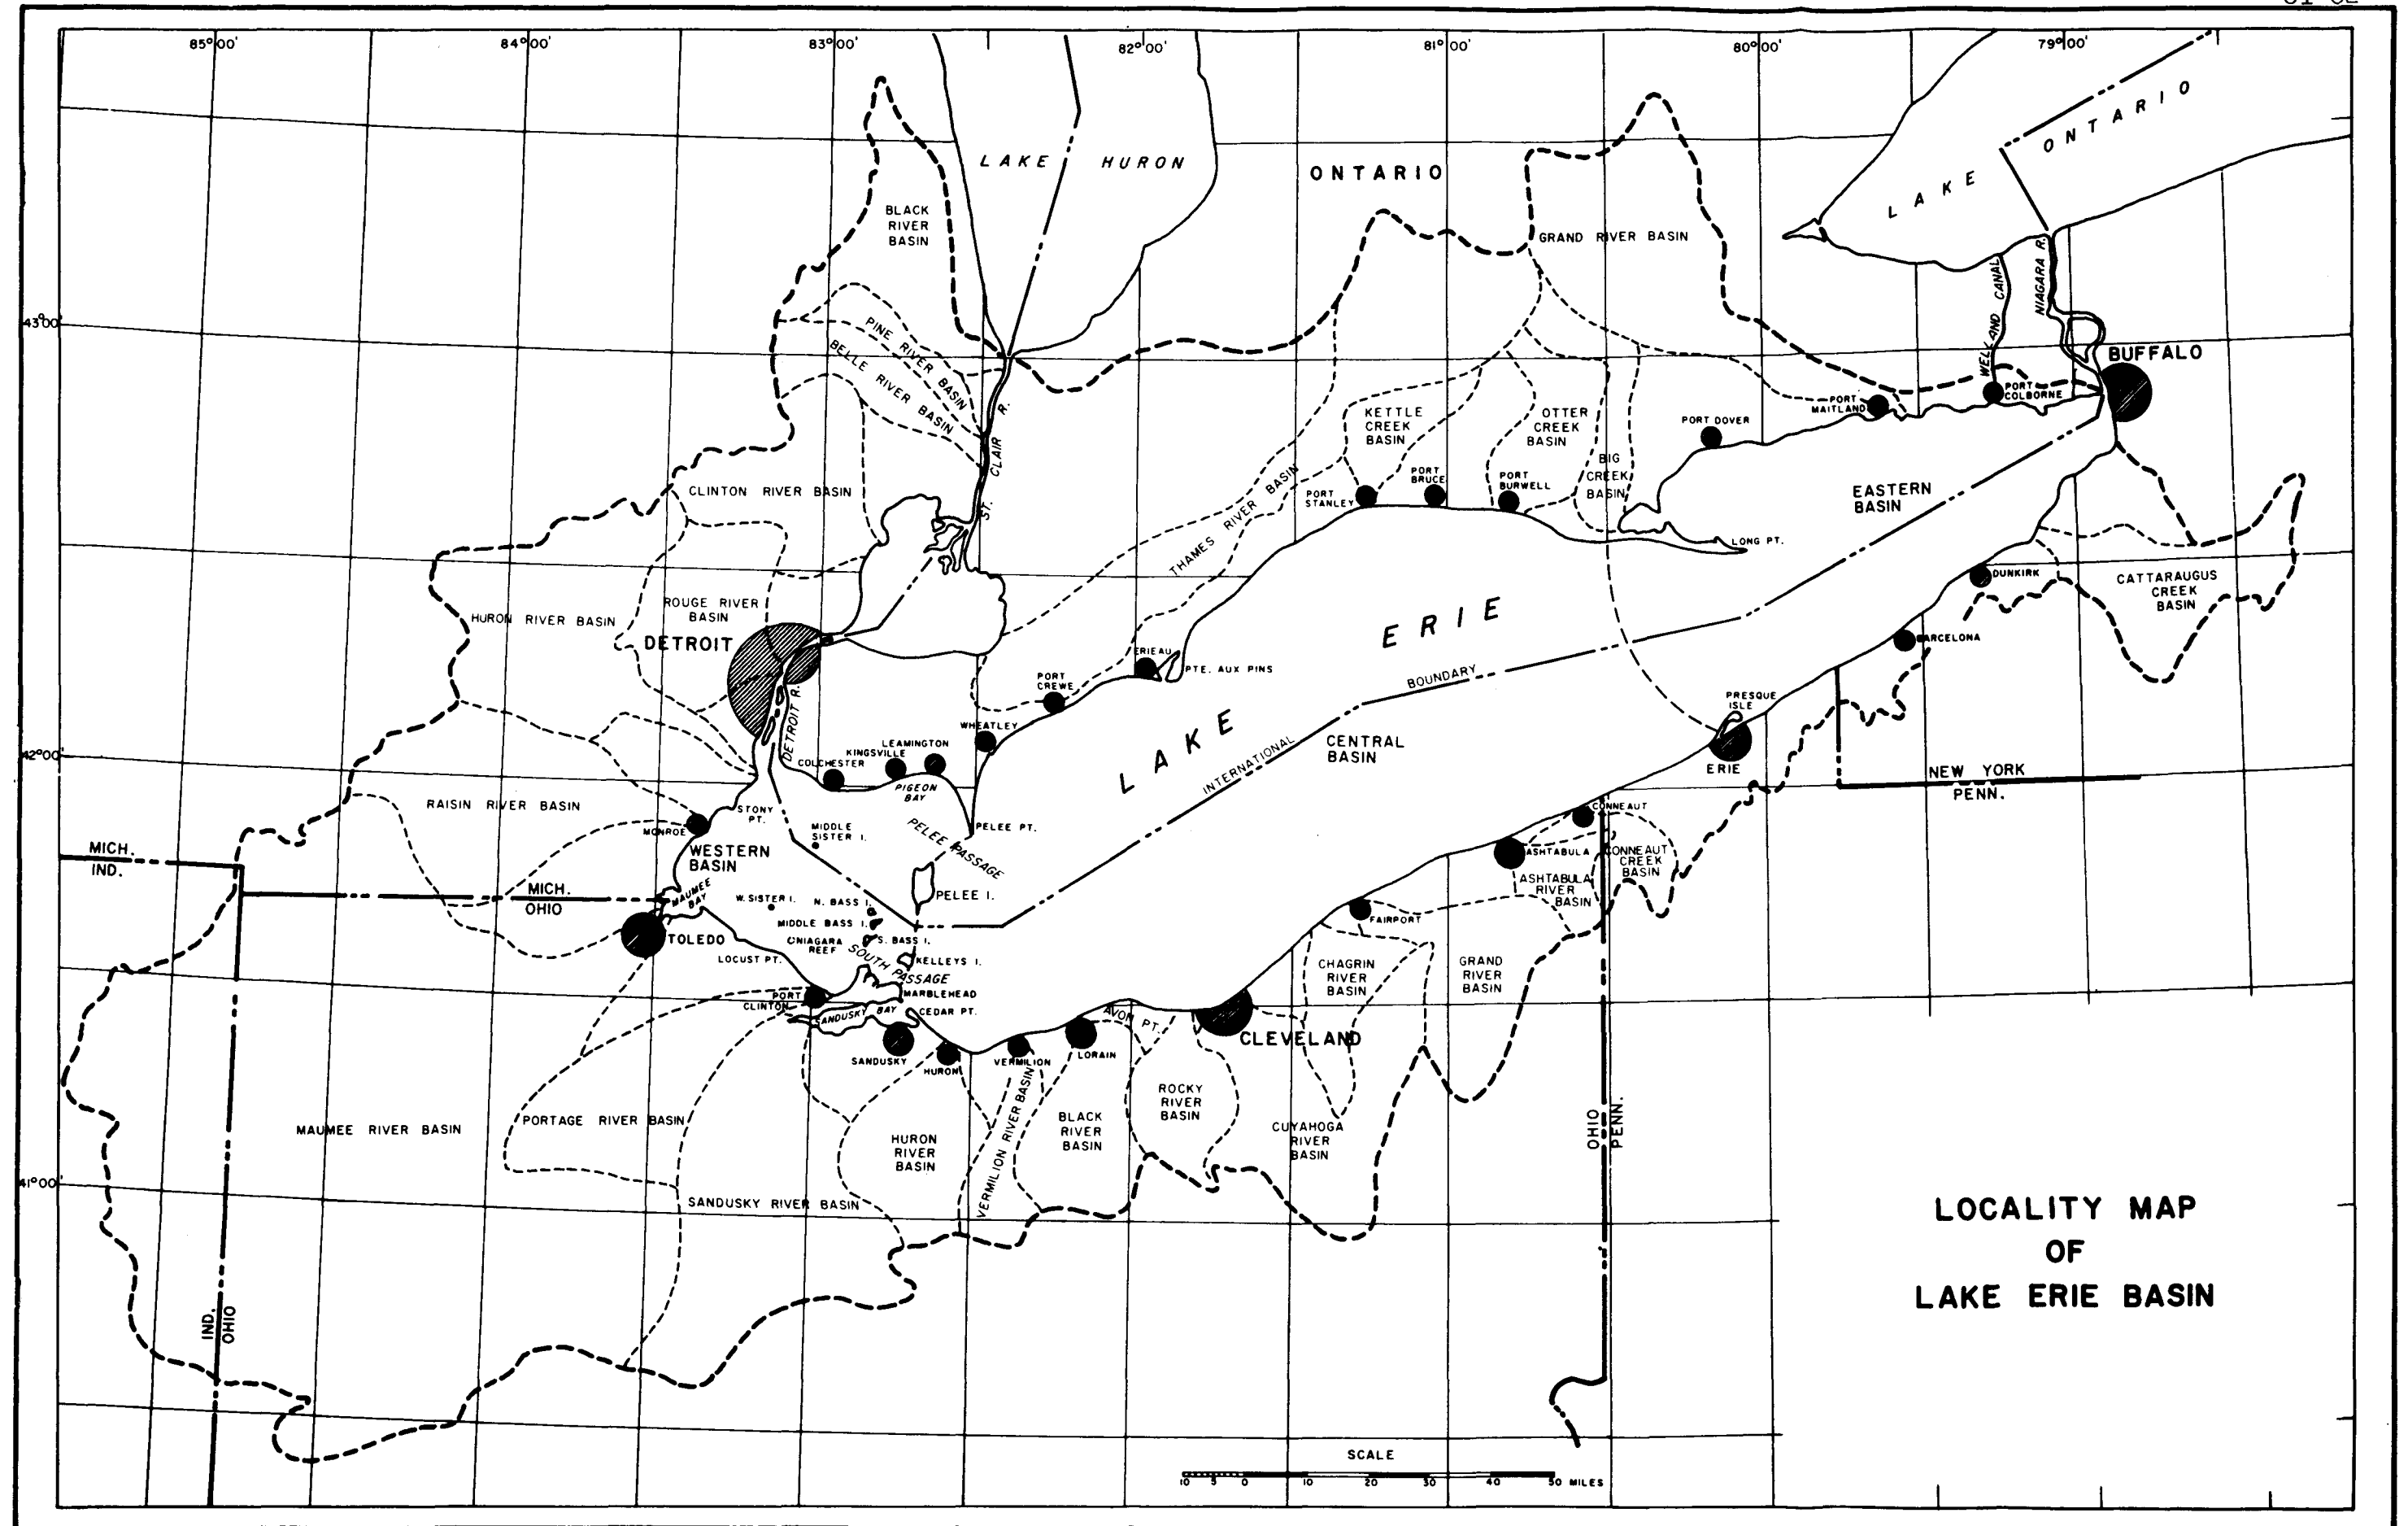 85°00'
84°00'
83°00'
82°00'
81°00'
80°00'
79°00'
LAKE HURON
ONTARIO
LAKE ONTARIO
BLACK
RIVER
BASIN
GRAND RIVER BASIN
NIAGARA R.
WELLAND CANAL
43°00'
PINE RIVER BASIN
BELLE RIVER BASIN
BUFFALO
PORT
COLBORNE
PORT
MAITLAND
PORT DOVER
KETTLE
CREEK
BASIN
OTTER
CREEK
BASIN
BIG
CREEK
BASIN
ST. CLAIR R.
CLINTON RIVER BASIN
THAMES RIVER BASIN
PORT
STANLEY
PORT
BRUCE
PORT
BURWELL
EASTERN
BASIN
LONG PT.
DUNKIRK
CATTARAUGUS
CREEK
BASIN
HURON RIVER BASIN
ROUGE RIVER
BASIN
DETROIT
DETROIT R.
LAKE ERIE
BARCELONA
ERIEAU
PTE. AUX PINS
PORT
CREWE
INTERNATIONAL BOUNDARY
PRESQUE
ISLE
ERIE
WHEATLEY
LEAMINGTON
KINGSVILLE
COLCHESTER
PIGEON
BAY
CENTRAL
BASIN
42°00'
NEW YORK
PENN.
RAISIN RIVER BASIN
STONY
PT.
MONROE
MIDDLE
SISTER I.
PELEE PT.
PELEE PASSAGE
CONNEAUT
ASHTABULA
CONNEAUT
CREEK
BASIN
ASHTABULA
RIVER
BASIN
MICH.
IND.
WESTERN
BASIN
MICH.
OHIO
MAUMEE
BAY
W. SISTER I.
N. BASS I.
PELEE I.
MIDDLE BASS I.
NIAGARA
REEF
S. BASS I.
SOUTH PASSAGE
KELLEYS I.
TOLEDO
LOCUST PT.
FAIRPORT
CHAGRIN
RIVER
BASIN
GRAND
RIVER
BASIN
PORT
CLINTON
MARBLEHEAD
SANDUSKY BAY
CEDAR PT.
AVON PT.
CLEVELAND
SANDUSKY
HURON
VERMILION
LORAIN
MAUMEE RIVER BASIN
PORTAGE RIVER BASIN
HURON
RIVER
BASIN
VERMILION RIVER BASIN
BLACK
RIVER
BASIN
ROCKY
RIVER
BASIN
CUYAHOGA
RIVER
BASIN
OHIO
PENN.
41°00'
SANDUSKY RIVER BASIN
LOCALITY MAP
OF
LAKE ERIE BASIN
IND.
OHIO
SCALE
10 5 0 10 20 30 40 50 MILES